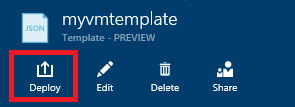 JSON
myvmtemplate
Template - PREVIEW
Deploy
Edit
Delete
Share